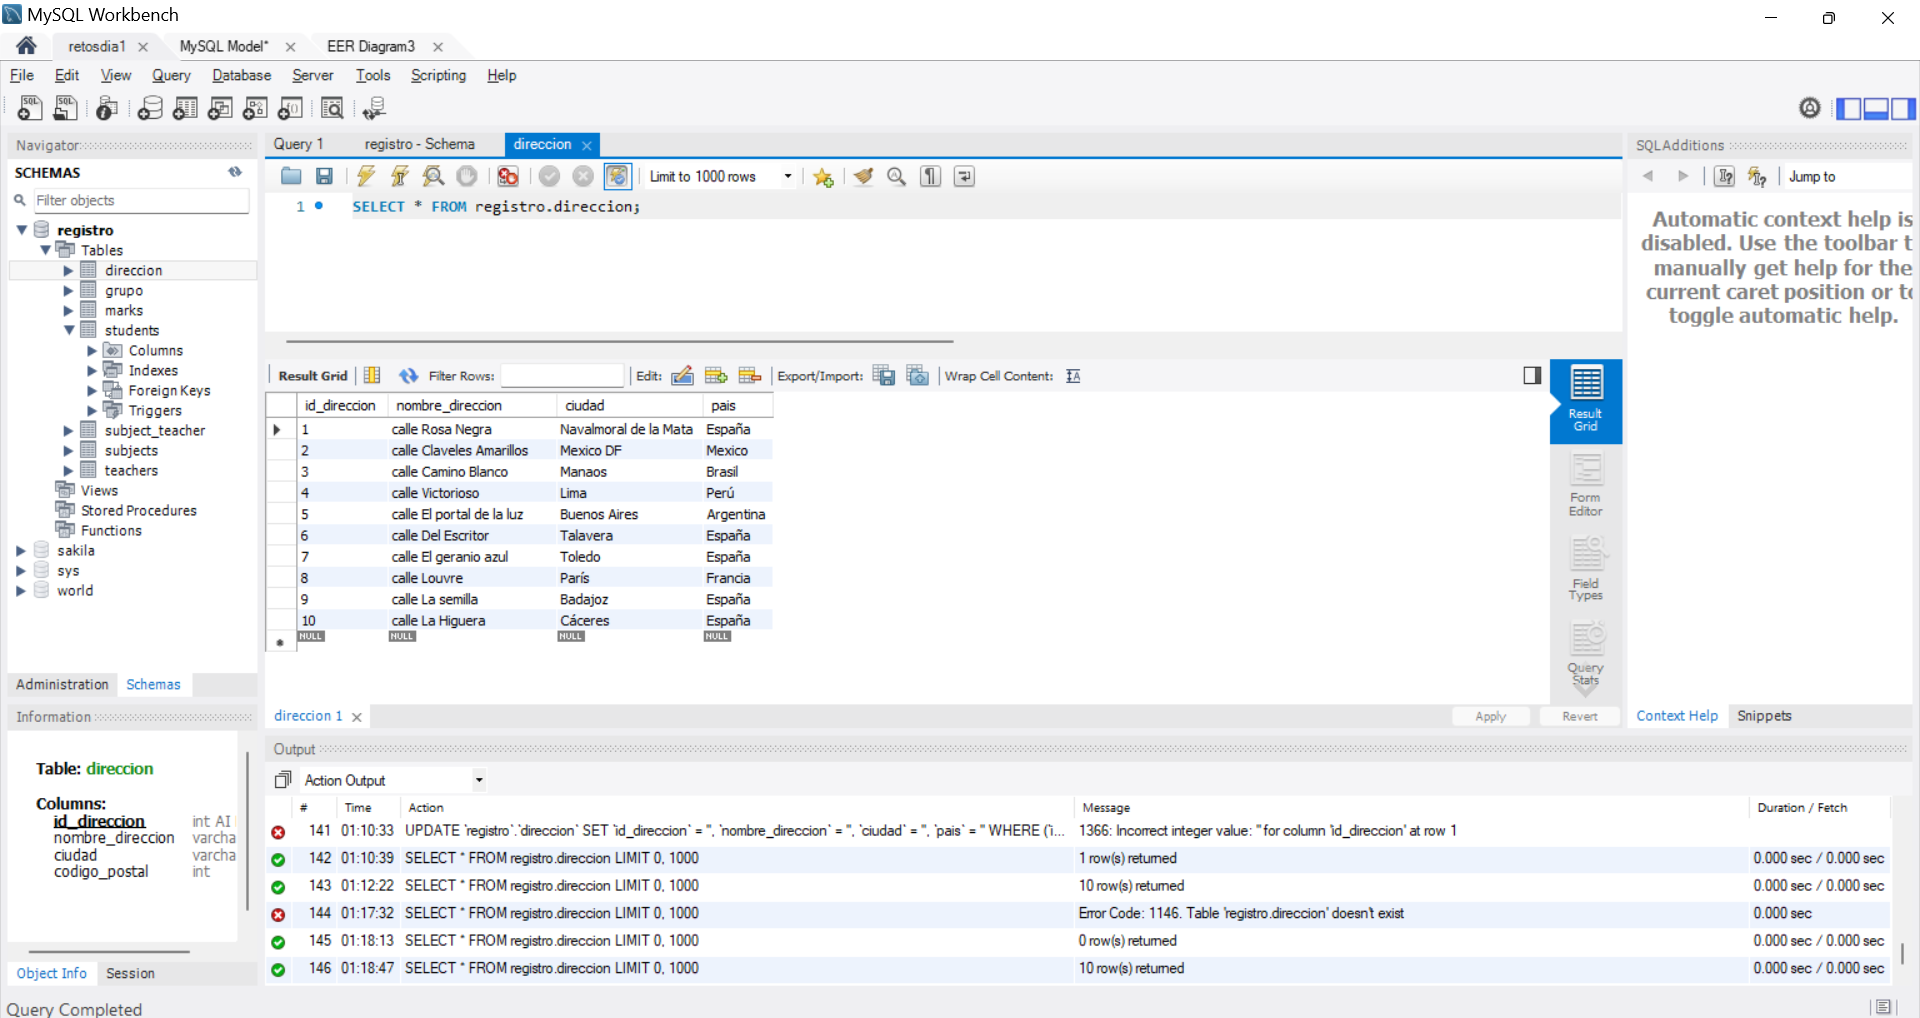 MySQL Workbench
retosdia1
MySQL Model*
EER Diagram3
File Edit View Query Database Server Tools Scripting Help
Navigator
SCHEMAS
Filter objects
registro
Tables
direccion
grupo
marks
students
Columns
Indexes
Foreign Keys
Triggers
subject_teacher
subjects
teachers
Views
Stored Procedures
Functions
sakila
sys
world
Administration Schemas
Information
Table: direccion
Columns:
id_direccion int AI
nombre_direccion varcha
ciudad varcha
codigo_postal int
Object Info Session
Query Completed
Query 1 registro - Schema direccion
Limit to 1000 rows
1 SELECT * FROM registro.direccion;
Result Grid Filter Rows: Edit: Export/Import: Wrap Cell Content:
id_direccion nombre_direccion ciudad pais
1 calle Rosa Negra Navalmoral de la Mata España
2 calle Claveles Amarillos Mexico DF Mexico
3 calle Camino Blanco Manaos Brasil
4 calle Victorioso Lima Perú
5 calle El portal de la luz Buenos Aires Argentina
6 calle Del Escritor Talavera España
7 calle El geranio azul Toledo España
8 calle Louvre París Francia
9 calle La semilla Badajoz España
10 calle La Higuera Cáceres España
NULL NULL NULL NULL
Result
Grid
Form
Editor
Field
Types
Query
Stats
direccion 1
Apply Revert
SQLAdditions
Jump to
Automatic context help is
disabled. Use the toolbar t
manually get help for the
current caret position or to
toggle automatic help.
Context Help Snippets
Output
Action Output
# Time Action Message Duration / Fetch
141 01:10:33 UPDATE `registro`.`direccion` SET `id_direccion` = '', `nombre_direccion` = '', `ciudad` = '', `pais` = '' WHERE (`i... 1366: Incorrect integer value: '' for column 'id_direccion' at row 1
142 01:10:39 SELECT * FROM registro.direccion LIMIT 0, 1000 1 row(s) returned 0.000 sec / 0.000 sec
143 01:12:22 SELECT * FROM registro.direccion LIMIT 0, 1000 10 row(s) returned 0.000 sec / 0.000 sec
144 01:17:32 SELECT * FROM registro.direccion LIMIT 0, 1000 Error Code: 1146. Table 'registro.direccion' doesn't exist 0.000 sec
145 01:18:13 SELECT * FROM registro.direccion LIMIT 0, 1000 0 row(s) returned 0.000 sec / 0.000 sec
146 01:18:47 SELECT * FROM registro.direccion LIMIT 0, 1000 10 row(s) returned 0.000 sec / 0.000 sec